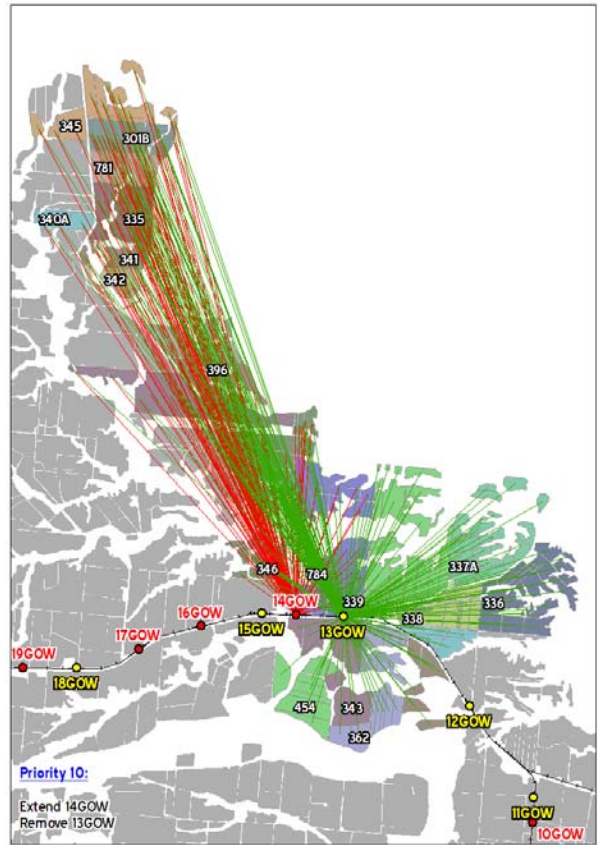 345
301B
781
340A
335
341
342
396
337A
346
784
339
336
14GOW
338
16GOW
15GOW
13GOW
17GOW
19GOW
18GOW
454
343
12GOW
362
Priority 10:
Extend 14GOW
Remove 13GOW
11GOW
10GOW